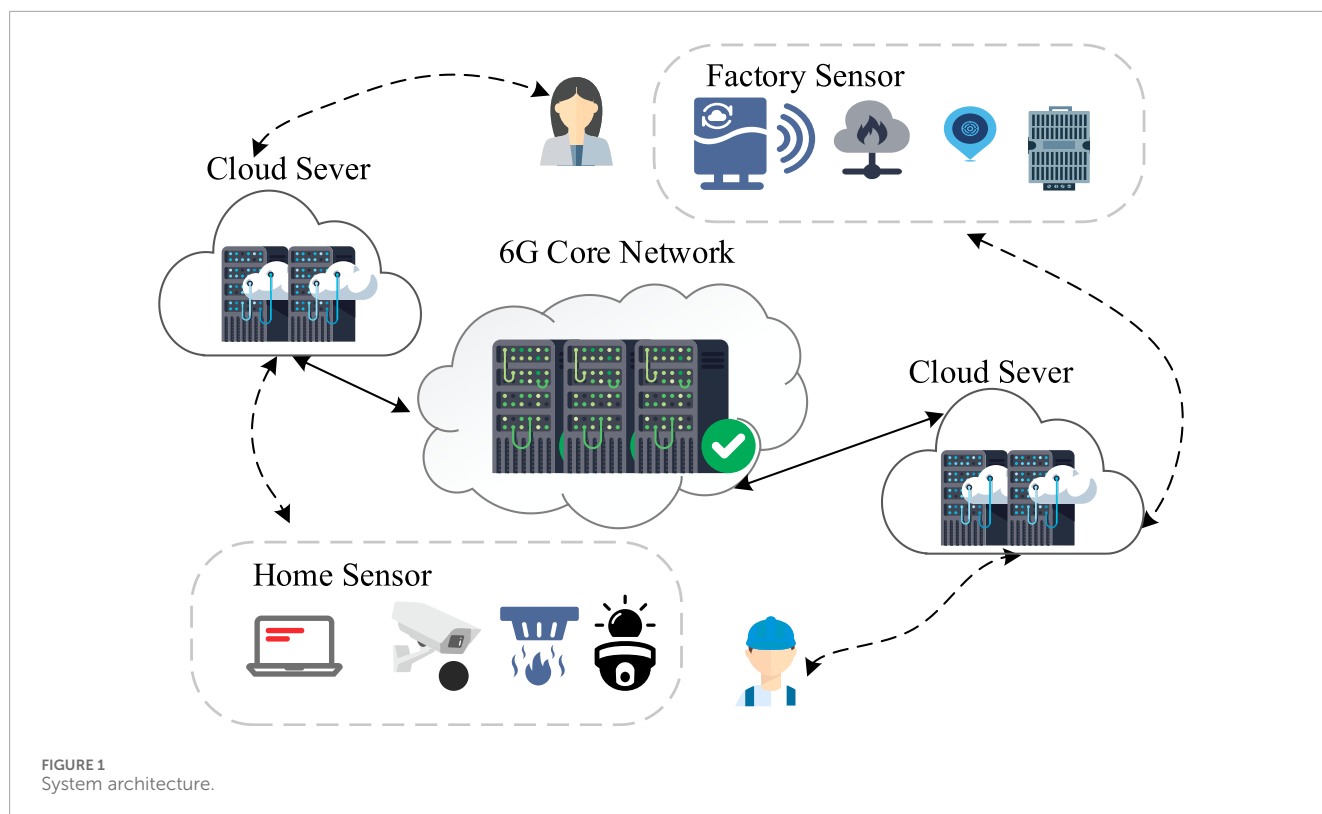 Factory Sensor
Cloud Sever
6G Core Network
Cloud Sever
Home Sensor
FIGURE 1
System architecture.